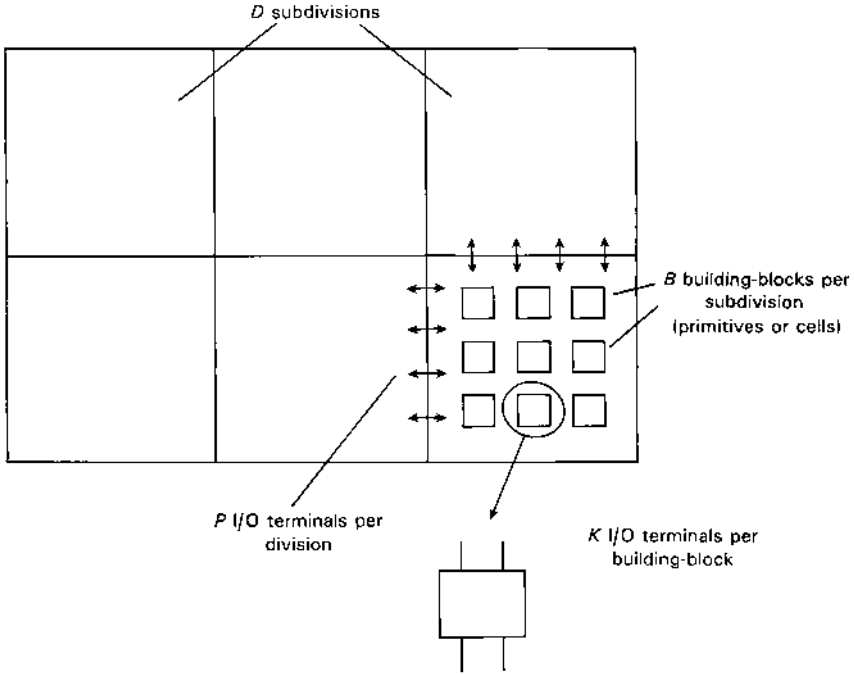 D subdivisions
B building-blocks per
subdivision
(primitives or cells)
P I/O terminals per
division
K I/O terminals per
building-block